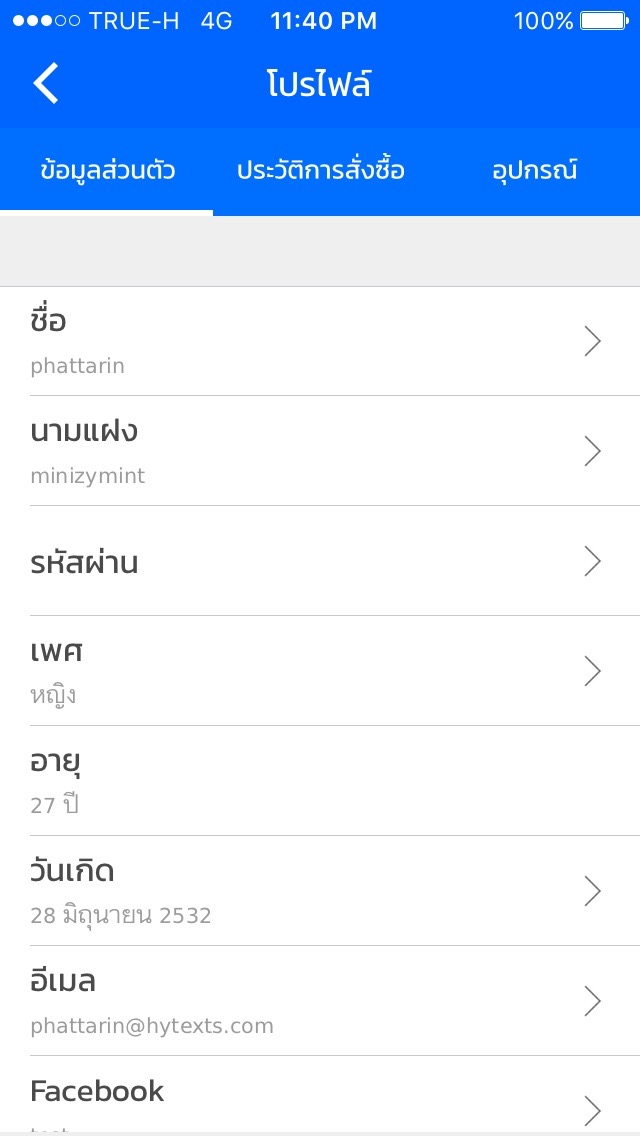 TRUE-H 4G 11:40 PM 100%
โปรไฟล์
ข้อมูลส่วนตัว ประวัติการสั่งซื้อ อุปกรณ์
ชื่อ
phattarin
นามแฝง
minizymint
รหัสผ่าน
เพศ
หญิง
อายุ
27 ปี
วันเกิด
28 มิถุนายน 2532
อีเมล
phattarin@hytexts.com
Facebook